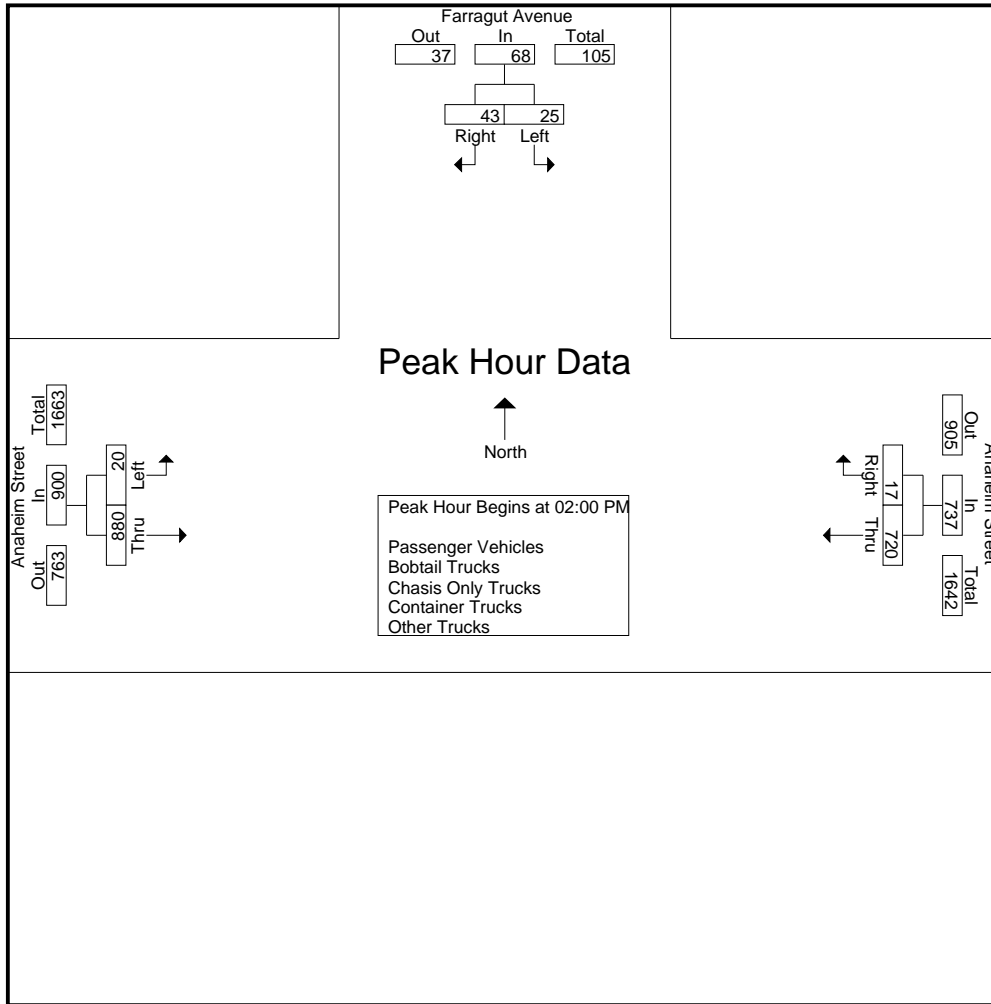 Farragut Avenue
Out In Total
37 68 105
43 25
Right Left
Peak Hour Data
North
Peak Hour Begins at 02:00 PM
Passenger Vehicles
Bobtail Trucks
Chasis Only Trucks
Container Trucks
Other Trucks
Anaheim Street
Out In Total
763 900 1663
880 20
Thru Left
Anaheim Street
Out In Total
905 737 1642
17 720
Right Thru